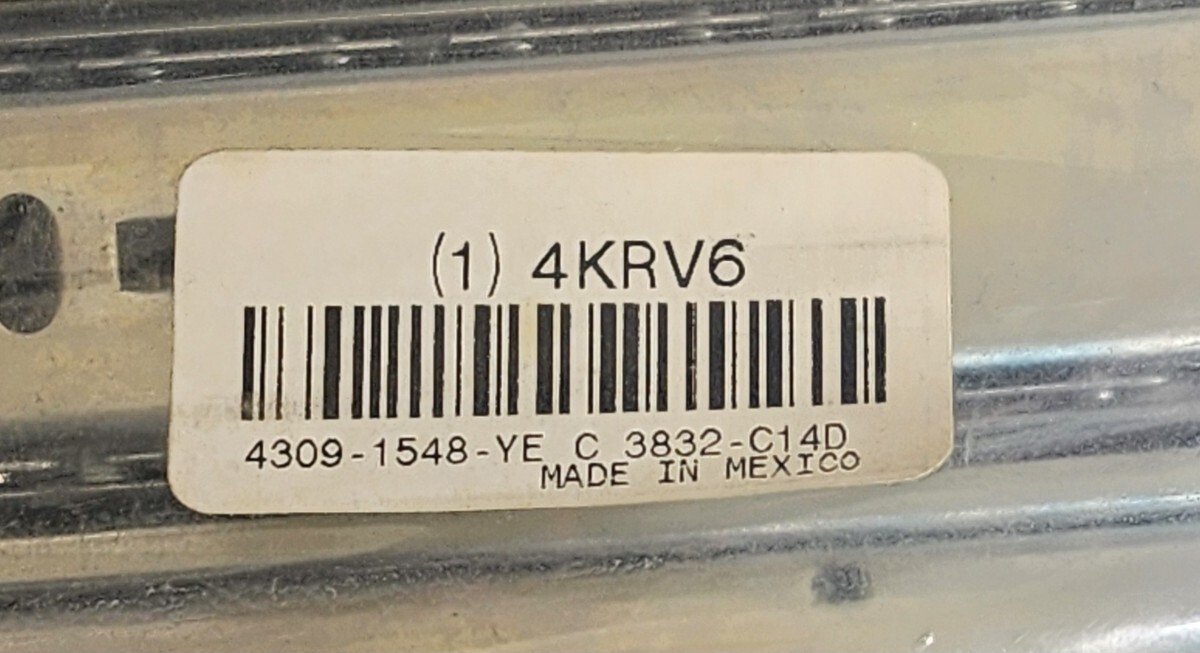 (1) 4KRV6
4309-1548-YE C 3832-C14D
MADE IN MEXICO